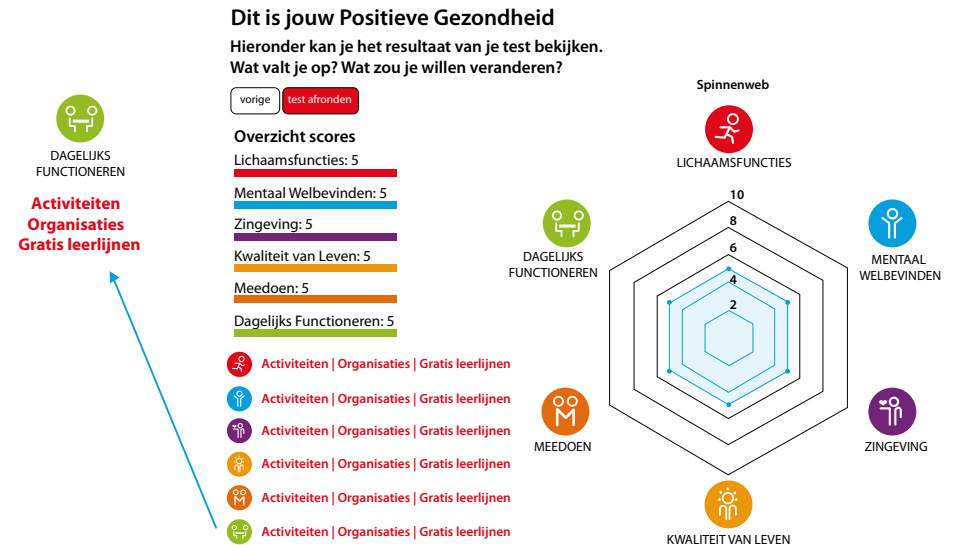 Dit is jouw Positieve Gezondheid
Hieronder kan je het resultaat van je test bekijken.
Wat valt je op? Wat zou je willen veranderen?
vorige
test afronden
DAGELIJKS
FUNCTIONEREN
Activiteiten
Organisaties
Gratis leerlijnen
Overzicht scores
Lichaamsfuncties: 5
Mentaal Welbevinden: 5
Zingeving: 5
Kwaliteit van Leven: 5
Meedoen: 5
Dagelijks Functioneren: 5
Activiteiten | Organisaties | Gratis leerlijnen
Activiteiten | Organisaties | Gratis leerlijnen
Activiteiten | Organisaties | Gratis leerlijnen
Activiteiten | Organisaties | Gratis leerlijnen
Activiteiten | Organisaties | Gratis leerlijnen
Activiteiten | Organisaties | Gratis leerlijnen
Spinnenweb
LICHAAMSFUNCTIES
10
8
6
4
2
DAGELIJKS
FUNCTIONEREN
MENTAAL
WELBEVINDEN
MEEDOEN
ZINGEVING
KWALITEIT VAN LEVEN